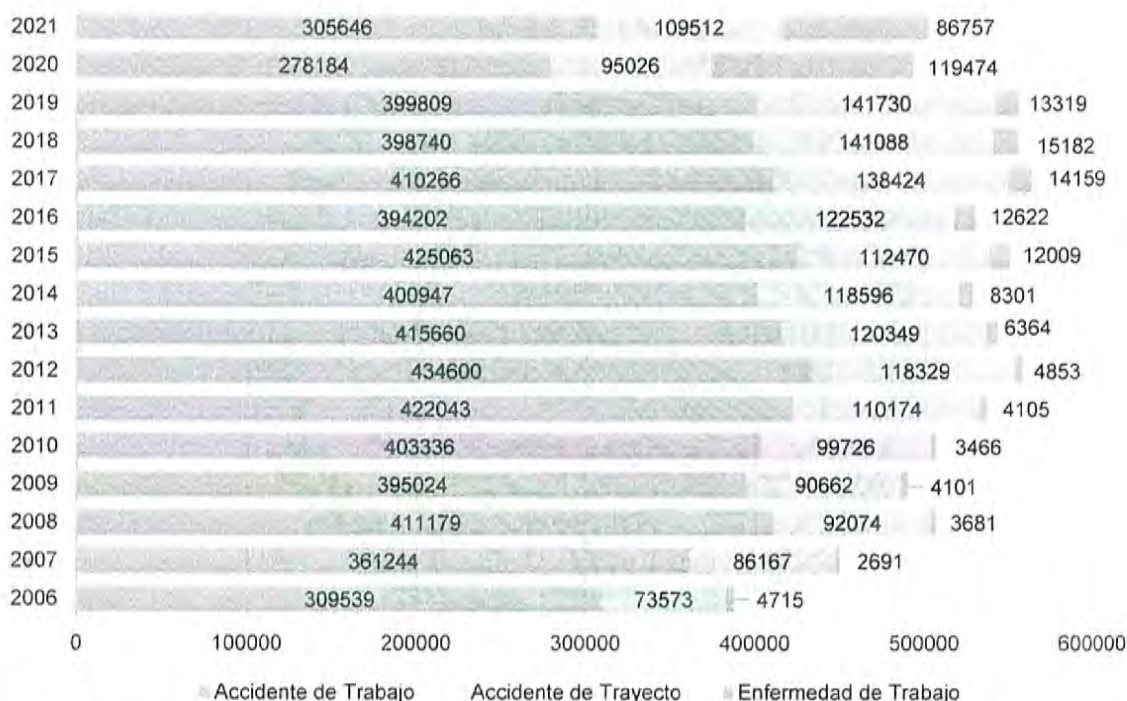 2021 305646 109512 86757
2020 278184 95026 119474
2019 399809 141730 13319
2018 398740 141088 15182
2017 410266 138424 14159
2016 394202 122532 12622
2015 425063 112470 12009
2014 400947 118596 8301
2013 415660 120349 6364
2012 434600 118329 4853
2011 422043 110174 4105
2010 403336 99726 3466
2009 395024 90662 4101
2008 411179 92074 3681
2007 361244 86167 2691
2006 309539 73573 4715
0 100000 200000 300000 400000 500000 600000
Accidente de Trabajo Accidente de Trayecto Enfermedad de Trabajo